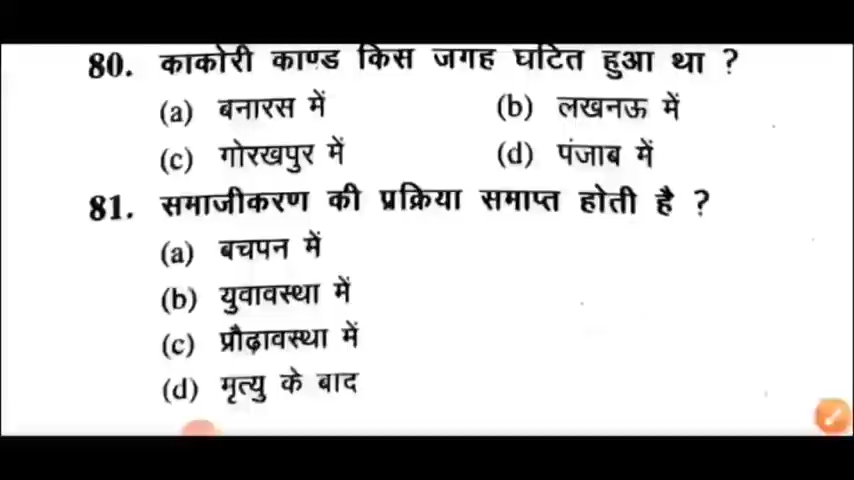 80. काकोरी काण्ड किस जगह घटित हुआ था ?
(a) बनारस में (b) लखनऊ में
(c) गोरखपुर में (d) पंजाब में
81. समाजीकरण की प्रक्रिया समाप्त होती है ?
(a) बचपन में
(b) युवावस्था में
(c) प्रौढ़ावस्था में
(d) मृत्यु के बाद